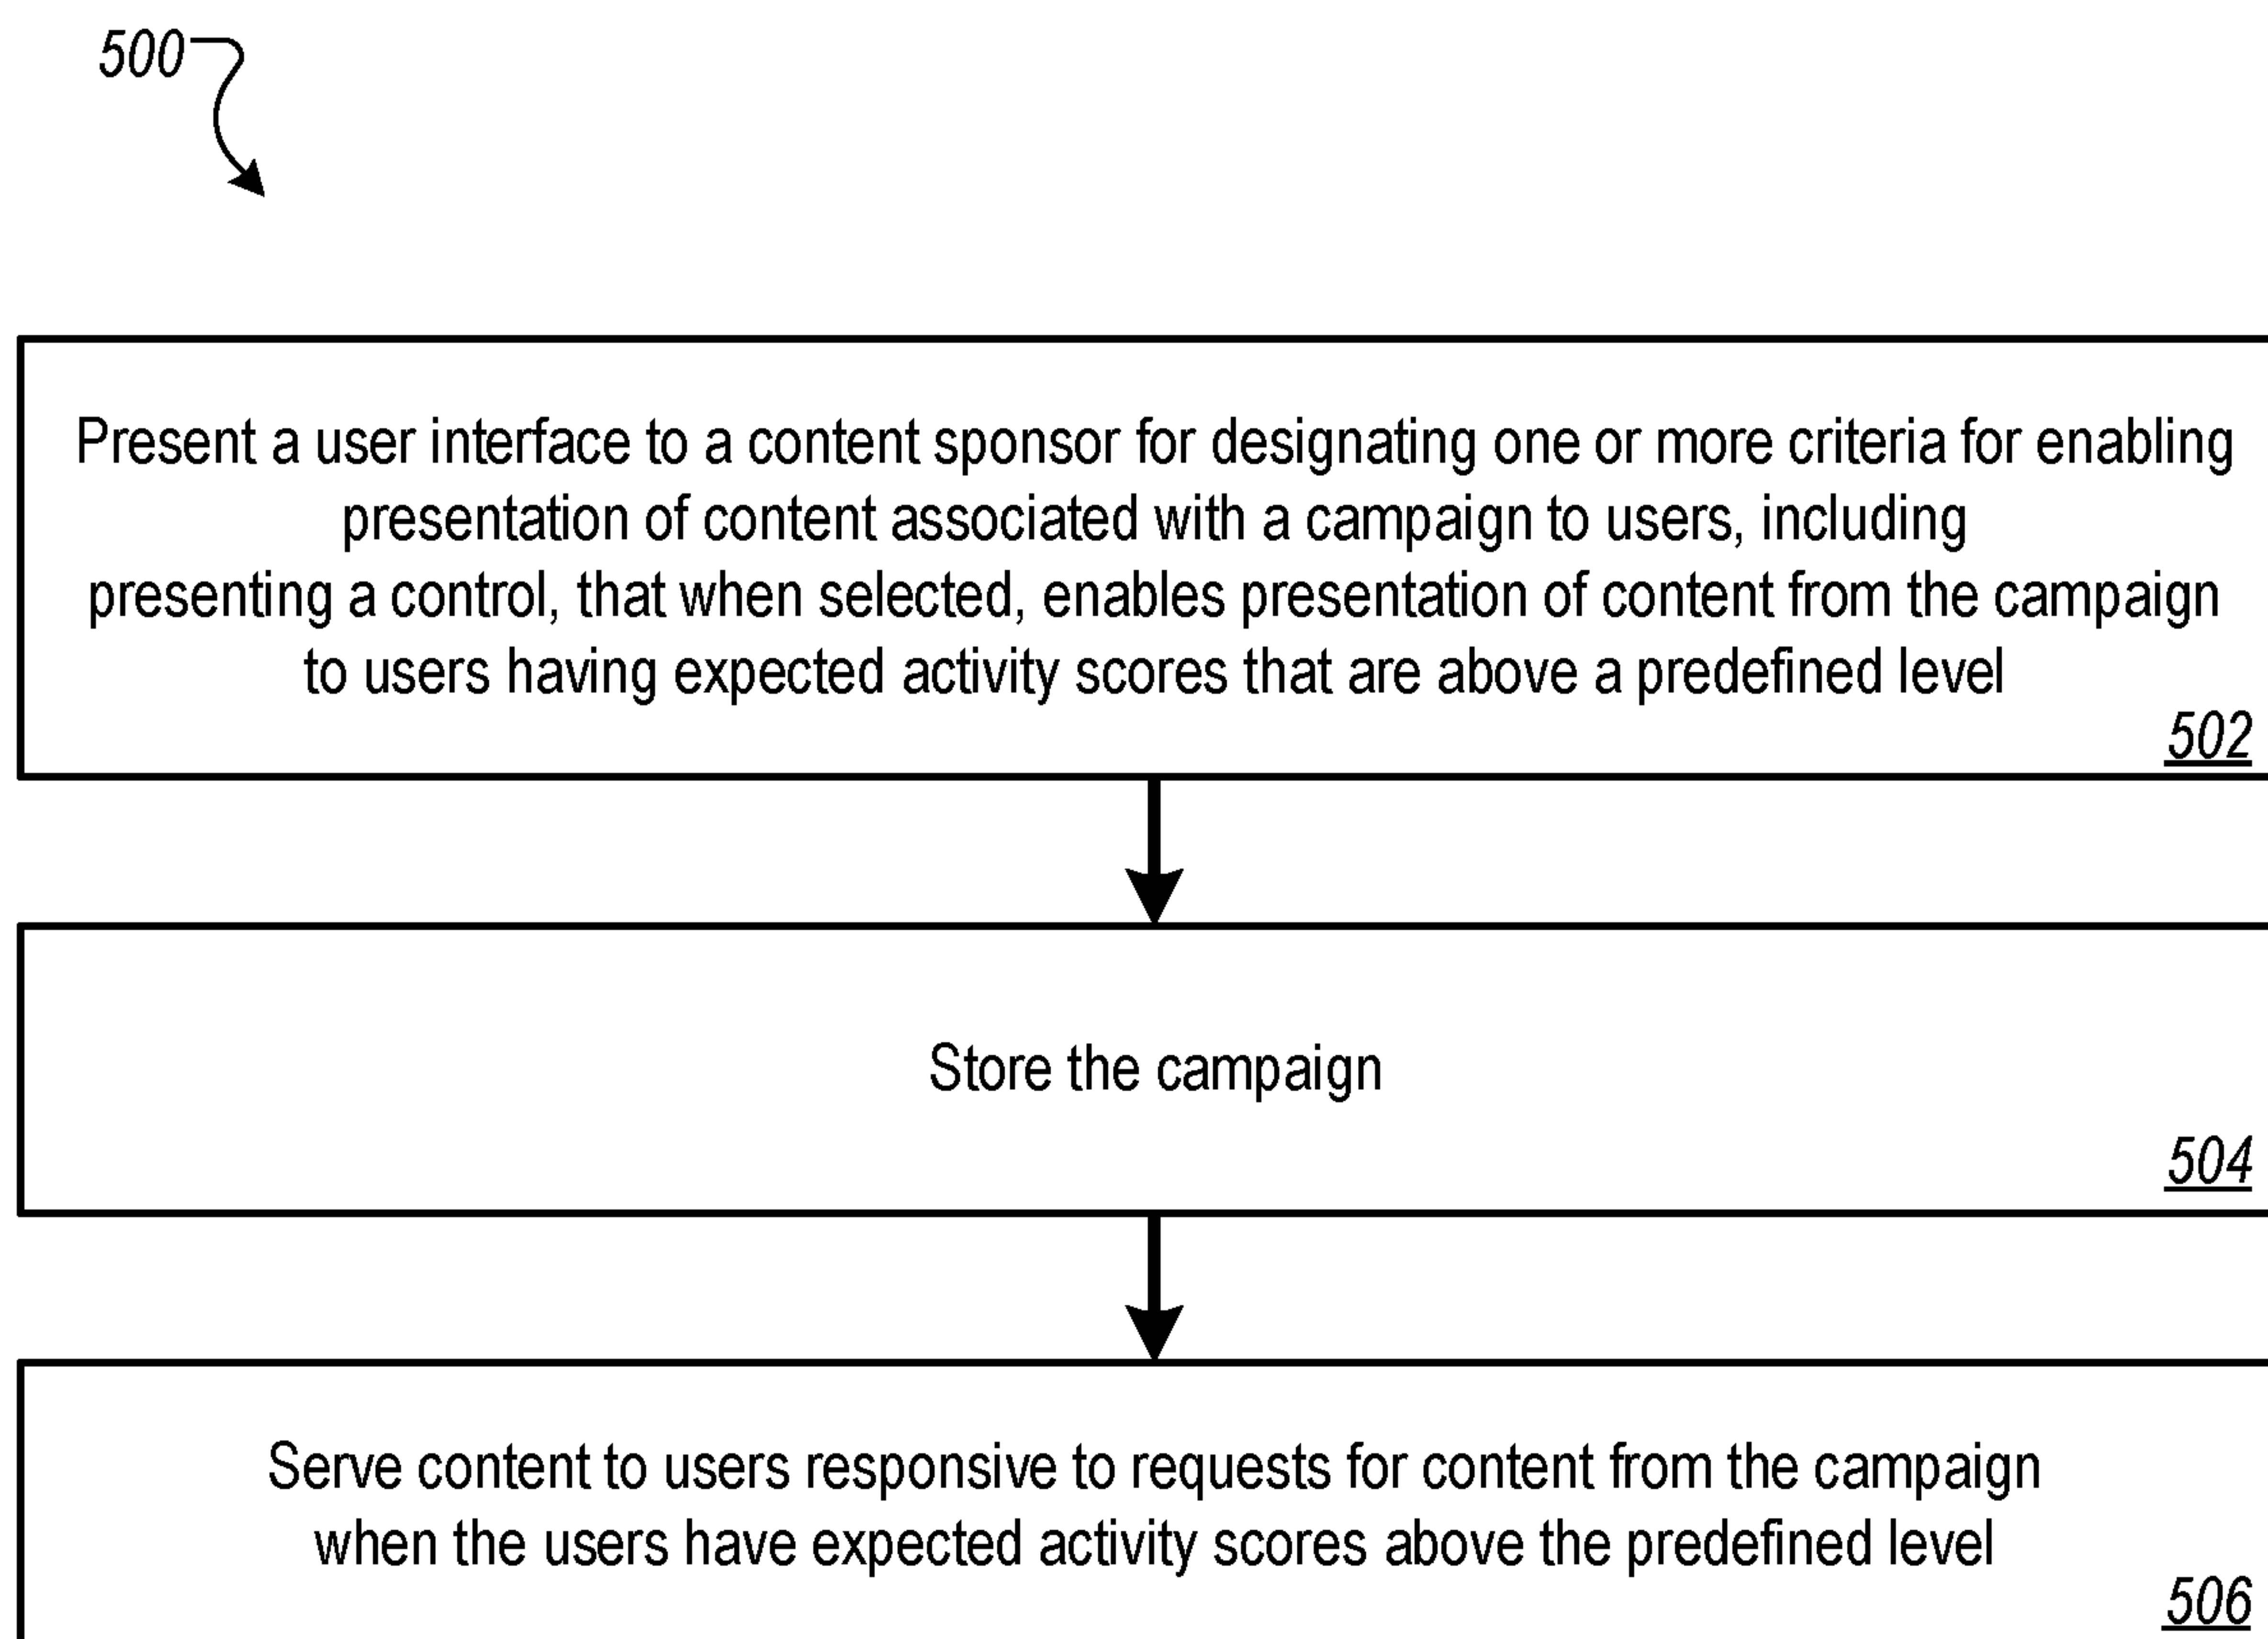 500
Present a user interface to a content sponsor for designating one or more criteria for enabling
presentation of content associated with a campaign to users, including
presenting a control, that when selected, enables presentation of content from the campaign
to users having expected activity scores that are above a predefined level
502
Store the campaign
504
Serve content to users responsive to requests for content from the campaign
when the users have expected activity scores above the predefined level
506